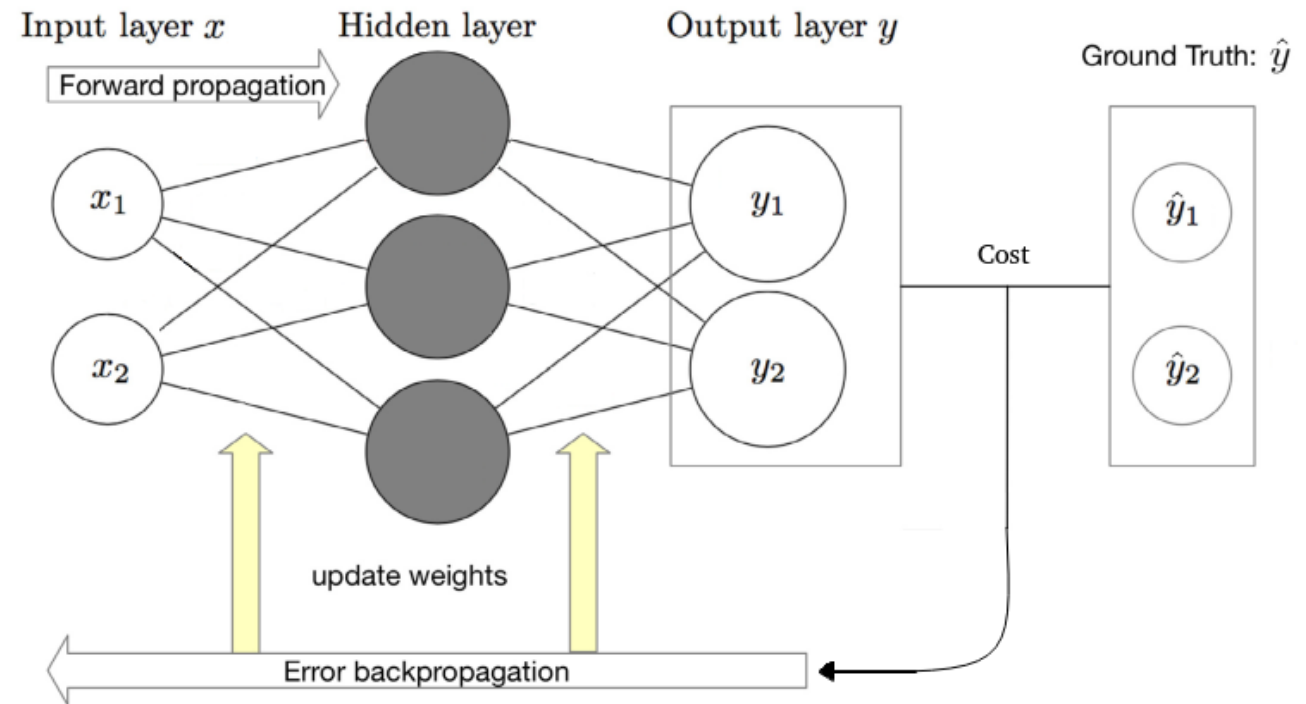 Input layer x
Hidden layer
Output layer y
Ground Truth: ŷ
Forward propagation
x₁
x₂
y₁
y₂
Cost
ŷ₁
ŷ₂
update weights
Error backpropagation